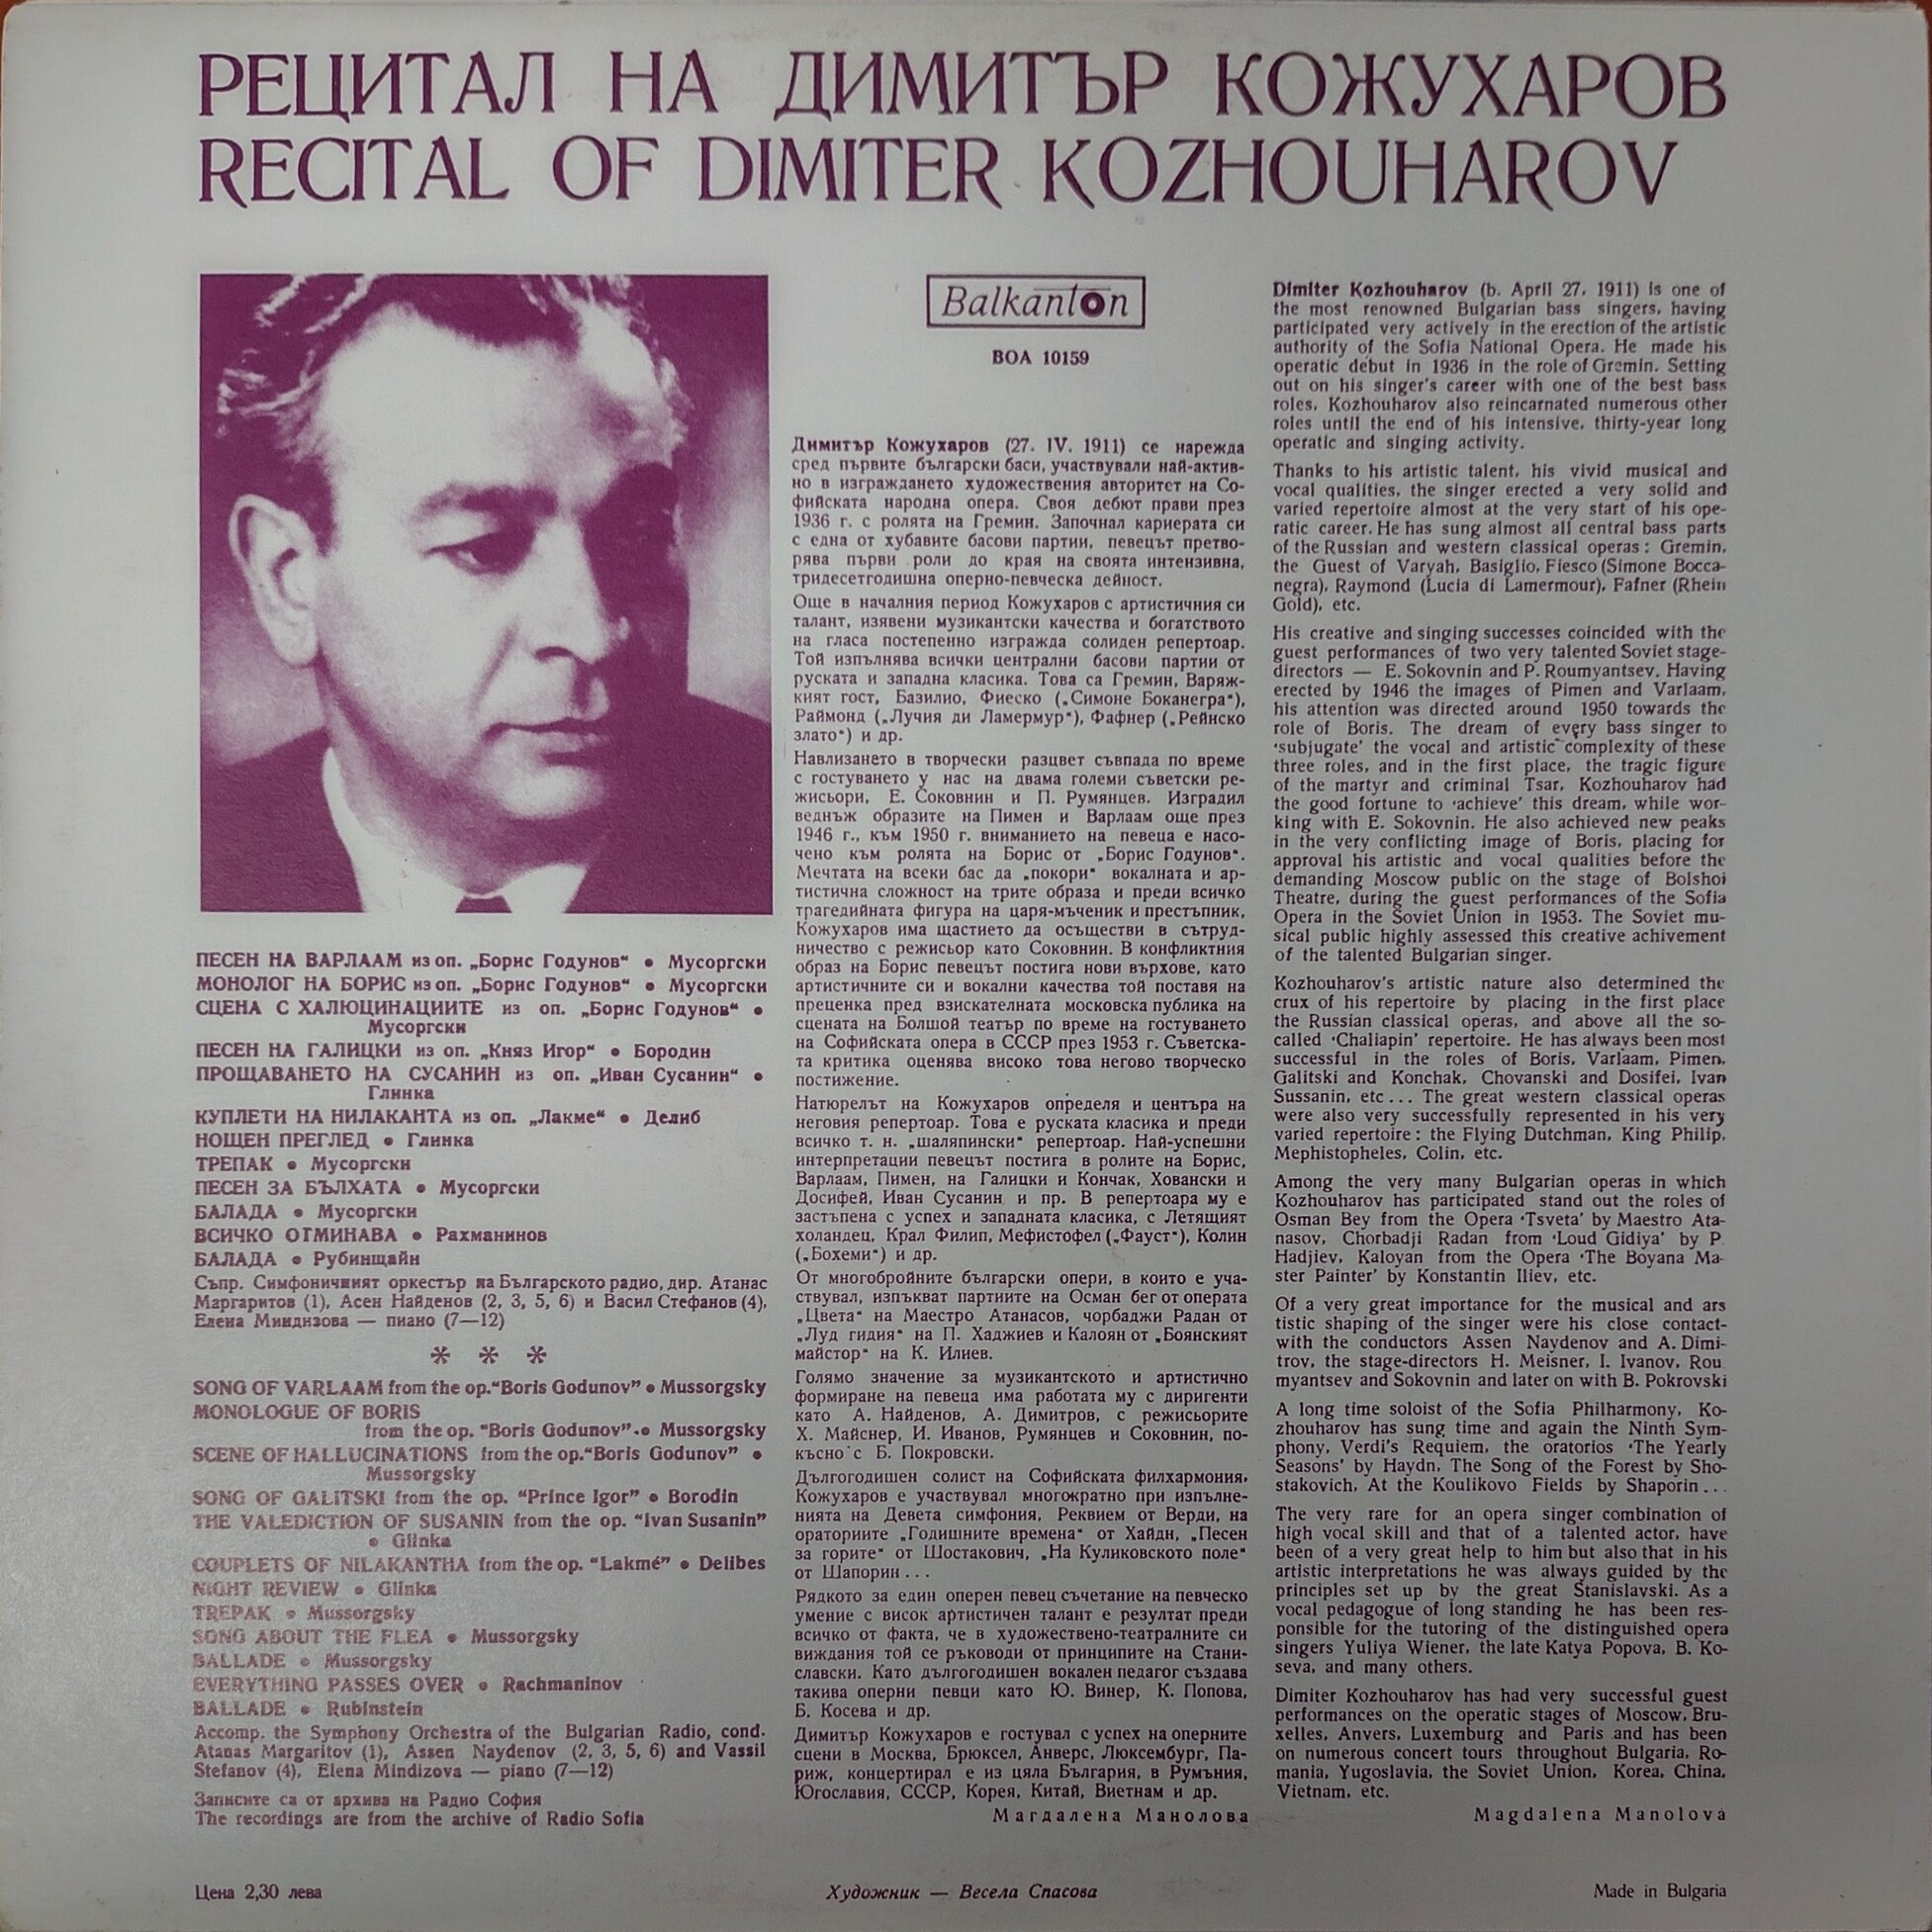 РЕЦИТАЛ НА ДИМИТЪР КОЖУХАРОВ
RECITAL OF DIMITER KOZHOUHAROV
ПЕСЕН НА ВАРЛААМ из оп. „Борис Годунов“ • Мусоргски
МОНОЛОГ НА БОРИС из оп. „Борис Годунов“ • Мусоргски
СЦЕНА С ХАЛЮЦИНАЦИИТЕ из оп. „Борис Годунов“ •
Мусоргски
ПЕСЕН НА ГАЛИЦКИ из оп. „Княз Игор“ • Бородин
ПРОЩАВАНЕТО НА СУСАНИН из оп. „Иван Сусанин“ •
Глинка
КУПЛЕТИ НА НИЛАКАНТА из оп. „Лакме“ • Делиб
НОЩЕН ПРЕГЛЕД • Глинка
ТРЕПАК • Мусоргски
ПЕСЕН ЗА БЪЛХАТА • Мусоргски
БАЛАДА • Мусоргски
ВСИЧКО ОТМИНАВА • Рахманинов
БАЛАДА • Рубинщайн
Съпр. Симфоничният оркестър на Българското радио, дир. Атанас
Маргаритов (1), Асен Найденов (2, 3, 5, 6) и Васил Стефанов (4),
Елена Миндизова — пиано (7—12)
* * *
SONG OF VARLAAM from the op. “Boris Godunov” • Mussorgsky
MONOLOGUE OF BORIS
from the op. “Boris Godunov”.• Mussorgsky
SCENE OF HALLUCINATIONS from the op. “Boris Godunov” •
Mussorgsky
SONG OF GALITSKI from the op. “Prince Igor” • Borodin
THE VALEDICTION OF SUSANIN from the op. “Ivan Susanin”
• Glinka
COUPLETS OF NILAKANTHA from the op. “Lakmé” • Delibes
NIGHT REVIEW • Glinka
TREPAK • Mussorgsky
SONG ABOUT THE FLEA • Mussorgsky
BALLADE • Mussorgsky
EVERYTHING PASSES OVER • Rachmaninov
BALLADE • Rubinstein
Accomp. the Symphony Orchestra of the Bulgarian Radio, cond.
Atanas Margaritov (1), Assen Naydenov (2, 3, 5, 6) and Vassil
Stefanov (4), Elena Mindizova — piano (7—12)
Записите са от архива на Радио София
The recordings are from the archive of Radio Sofia
Balkanton
BOA 10159
Димитър Кожухаров (27. IV. 1911) се нарежда
сред първите български баси, участвували най-актив-
но в изграждането художествения авторитет на Со-
фийската народна опера. Своя дебют прави през
1936 г. с ролята на Гремин. Започнал кариерата си
с една от хубавите басови партии, певецът претво-
рява първи роли до края на своята интензивна,
тридесетгодишна оперно-певческа дейност.
Още в началния период Кожухаров с артистичния си
талант, изявени музикантски качества и богатството
на гласа постепенно изгражда солиден репертоар.
Той изпълнява всички централни басови партии от
руската и западна класика. Това са Гремин, Варяж-
кият гост, Базилио, Фиеско („Симоне Боканегра“),
Раймонд („Лучия ди Ламермур“), Фафнер („Рейнско
злато“) и др.
Навлизането в творчески разцвет съвпада по време
с гостуването у нас на двама големи съветски ре-
жисьори, Е. Соковнин и П. Румянцев. Изградил
веднъж образите на Пимен и Варлаам още през
1946 г., към 1950 г. вниманието на певеца е насо-
чено към ролята на Борис от „Борис Годунов“.
Мечтата на всеки бас да „покори“ вокалната и ар-
тистична сложност на трите образа и преди всичко
трагедийната фигура на царя-мъченик и престъпник,
Кожухаров има щастието да осъществи в сътруд-
ничество с режисьор като Соковнин. В конфликтния
образ на Борис певецът постига нови върхове, като
артистичните си и вокални качества той поставя на
преценка пред взискателната московска публика на
сцената на Болшой театър по време на гостуването
на Софийската опера в СССР през 1953 г. Съветска-
та критика оценява високо това негово творческо
постижение.
Натюрелът на Кожухаров определя и центъра на
неговия репертоар. Това е руската класика и преди
всичко т. н. „шаляпински“ репертоар. Най-успешни
интерпретации певецът постига в ролите на Борис,
Варлаам, Пимен, на Галицки и Кончак, Ховански и
Досифей, Иван Сусанин и пр. В репертоара му е
застъпена с успех и западната класика, с Летящият
холандец, Крал Филип, Мефистофел („Фауст“), Колин
(„Бохеми“) и др.
От многобройните български опери, в които е уча-
ствувал, изпъкват партиите на Осман бег от операта
„Цвета“ на Маестро Атанасов, чорбаджи Радан от
„Луд гидия“ на П. Хаджиев и Калоян от „Боянският
майстор“ на К. Илиев.
Голямо значение за музикантското и артистично
формиране на певеца има работата му с диригенти
като А. Найденов, А. Димитров, с режисьорите
Х. Майснер, И. Иванов, Румянцев и Соковнин, по-
късно с Б. Покровски.
Дългогодишен солист на Софийската филхармония,
Кожухаров е участвувал многократно при изпълне-
нията на Девета симфония, Реквием от Верди, на
ораториите „Годишните времена“ от Хайдн, „Песен
за горите“ от Шостакович, „На Куликовското поле“
от Шапорин . . .
Рядкото за един оперен певец съчетание на певческо
умение с висок артистичен талант е резултат преди
всичко от факта, че в художествено-театралните си
виждания той се ръководи от принципите на Стани-
славски. Като дългогодишен вокален педагог създава
такива оперни певци като Ю. Винер, К. Попова,
Б. Косева и др.
Димитър Кожухаров е гостувал с успех на оперните
сцени в Москва, Брюксел, Анверс, Люксембург, Па-
риж, концертирал е из цяла България, в Румъния,
Югославия, СССР, Корея, Китай, Виетнам и др.
Магдалена Манолова
Dimiter Kozhouharov (b. April 27, 1911) is one of
the most renowned Bulgarian bass singers, having
participated very actively in the erection of the artistic
authority of the Sofia National Opera. He made his
operatic debut in 1936 in the role of Gremin. Setting
out on his singer's career with one of the best bass
roles, Kozhouharov also reincarnated numerous other
roles until the end of his intensive, thirty-year long
operatic and singing activity.
Thanks to his artistic talent, his vivid musical and
vocal qualities, the singer erected a very solid and
varied repertoire almost at the very start of his ope-
ratic career. He has sung almost all central bass parts
of the Russian and western classical operas : Gremin,
the Guest of Varyah, Basiglio, Fiesco (Simone Bocca-
negra), Raymond (Lucia di Lamermour), Fafner (Rhein
Gold), etc.
His creative and singing successes coincided with the
guest performances of two very talented Soviet stage-
directors — E. Sokovnin and P. Roumyantsev. Having
erected by 1946 the images of Pimen and Varlaam,
his attention was directed around 1950 towards the
role of Boris. The dream of every bass singer to
‘subjugate’ the vocal and artistic complexity of these
three roles, and in the first place, the tragic figure
of the martyr and criminal Tsar, Kozhouharov had
the good fortune to ‘achieve’ this dream, while wor-
king with E. Sokovnin. He also achieved new peaks
in the very conflicting image of Boris, placing for
approval his artistic and vocal qualities before the
demanding Moscow public on the stage of Bolshoi
Theatre, during the guest performances of the Sofia
Opera in the Soviet Union in 1953. The Soviet mu-
sical public highly assessed this creative achivement
of the talented Bulgarian singer.
Kozhouharov's artistic nature also determined the
crux of his repertoire by placing in the first place
the Russian classical operas, and above all the so-
called ‘Chaliapin’ repertoire. He has always been most
successful in the roles of Boris, Varlaam, Pimen,
Galitski and Konchak, Chovanski and Dosifei, Ivan
Sussanin, etc . . . The great western classical operas
were also very successfully represented in his very
varied repertoire : the Flying Dutchman, King Philip,
Mephistopheles, Colin, etc.
Among the very many Bulgarian operas in which
Kozhouharov has participated stand out the roles of
Osman Bey from the Opera ‘Tsveta’ by Maestro Ata-
nasov, Chorbadji Radan from ‘Loud Gidiya’ by P.
Hadjiev, Kaloyan from the Opera ‘The Boyana Ma-
ster Painter’ by Konstantin Iliev, etc.
Of a very great importance for the musical and ars
tistic shaping of the singer were his close contact-
with the conductors Assen Naydenov and A. Dimi-
trov, the stage-directors H. Meisner, I. Ivanov, Rou
myantsev and Sokovnin and later on with B. Pokrovski
A long time soloist of the Sofia Philharmony, Ko-
zhouharov has sung time and again the Ninth Sym-
phony, Verdi's Requiem, the oratorios ‘The Yearly
Seasons’ by Haydn, The Song of the Forest by Sho-
stakovich, At the Koulikovo Fields by Shaporin . . .
The very rare for an opera singer combination of
high vocal skill and that of a talented actor, have
been of a very great help to him but also that in his
artistic interpretations he was always guided by the
principles set up by the great Stanislavski. As a
vocal pedagogue of long standing he has been res-
ponsible for the tutoring of the distinguished opera
singers Yuliya Wiener, the late Katya Popova, B. Ko-
seva, and many others.
Dimiter Kozhouharov has had very successful guest
performances on the operatic stages of Moscow, Bru-
xelles, Anvers, Luxemburg and Paris and has been
on numerous concert tours throughout Bulgaria, Ro-
mania, Yugoslavia, the Soviet Union, Korea, China,
Vietnam, etc.
Magdalena Manolova
Цена 2,30 лева
Художник — Весела Спасова
Made in Bulgaria